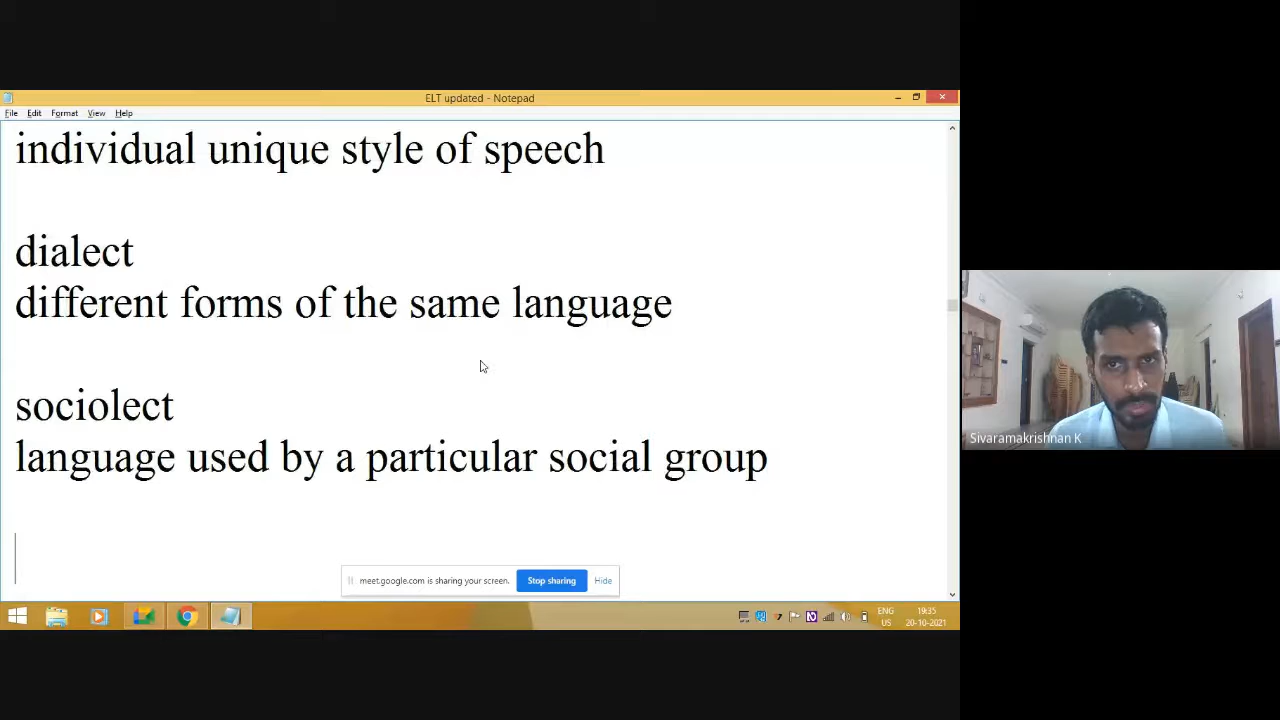 ELT updated - Notepad
File Edit Format View Help
individual unique style of speech
dialect
different forms of the same language
sociolect
language used by a particular social group
meet.google.com is sharing your screen. Stop sharing Hide
ENG 19:35
US 20-10-2021
Sivaramakrishnan K